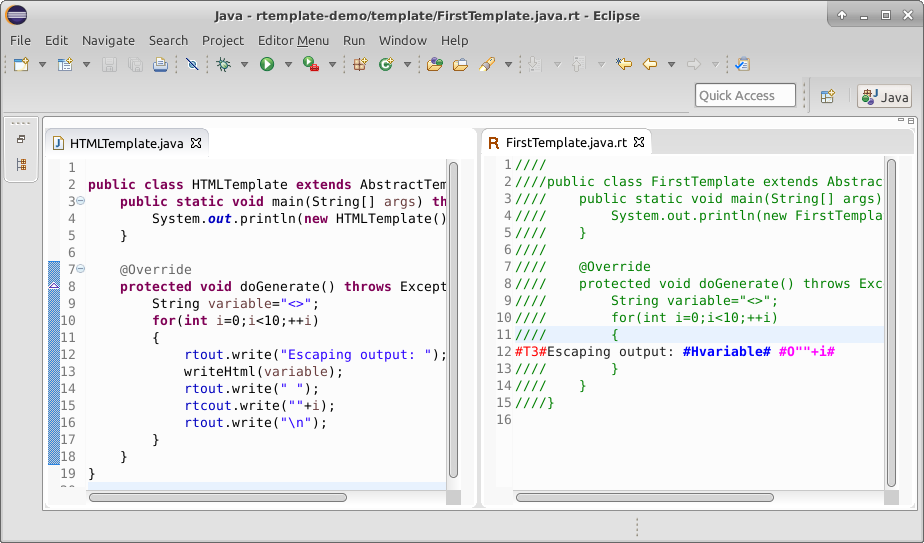 Java - rtemplate-demo/template/FirstTemplate.java.rt - Eclipse
File Edit Navigate Search Project Editor Menu Run Window Help
Quick Access
Java
HTMLTemplate.java
1
2 public class HTMLTemplate extends AbstractTem
3 public static void main(String[] args) th
4 System.out.println(new HTMLTemplate()
5 }
6
7 @Override
8 protected void doGenerate() throws Except
9 String variable="<>";
10 for(int i=0;i<10;++i)
11 {
12 rtout.write("Escaping output: ");
13 writeHtml(variable);
14 rtout.write(" ");
15 rtcout.write(""+i);
16 rtout.write("\n");
17 }
18 }
19 }
R FirstTemplate.java.rt
1 ////
2 ////public class FirstTemplate extends Abstrac
3 //// public static void main(String[] args)
4 //// System.out.println(new FirstTempla
5 //// }
6 ////
7 //// @Override
8 //// protected void doGenerate() throws Exc
9 //// String variable="<>";
10 //// for(int i=0;i<10;++i)
11 //// {
12 #T3#Escaping output: #Hvariable# #O""+i#
13 //// }
14 //// }
15 ////}
16